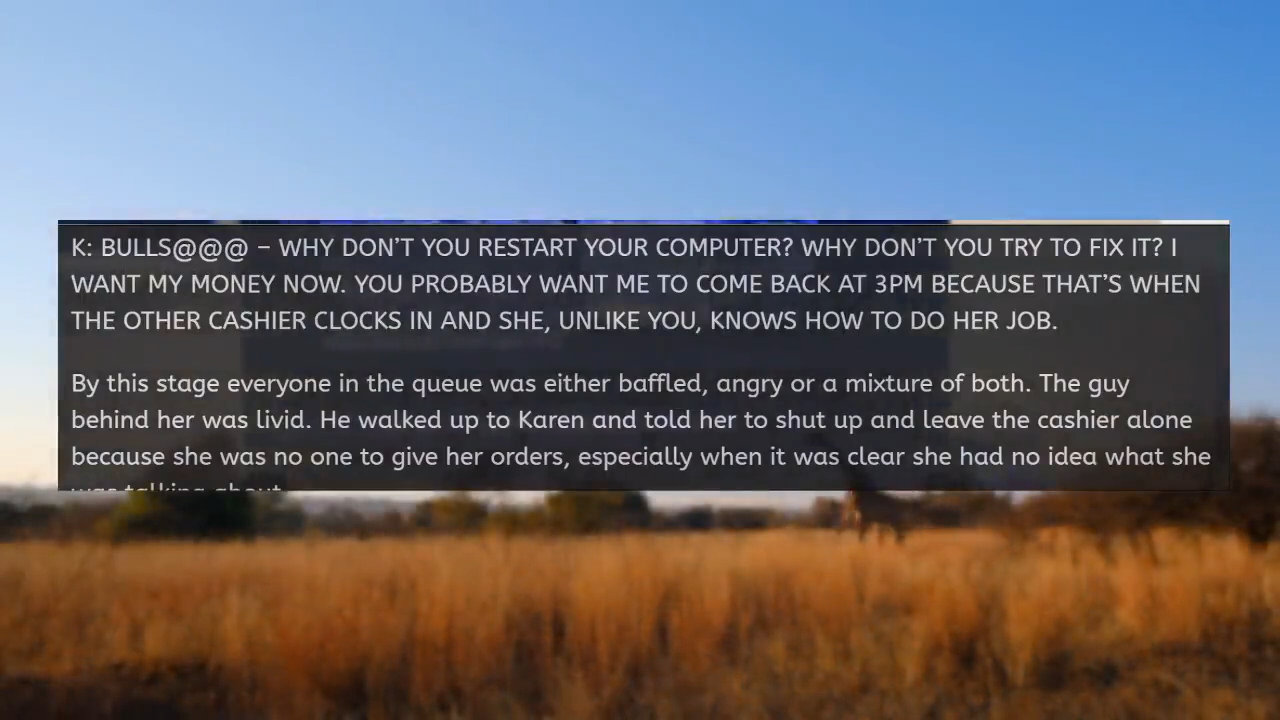 K: BULLS@@@ – WHY DON’T YOU RESTART YOUR COMPUTER? WHY DON’T YOU TRY TO FIX IT? I
WANT MY MONEY NOW. YOU PROBABLY WANT ME TO COME BACK AT 3PM BECAUSE THAT’S WHEN
THE OTHER CASHIER CLOCKS IN AND SHE, UNLIKE YOU, KNOWS HOW TO DO HER JOB.
By this stage everyone in the queue was either baffled, angry or a mixture of both. The guy
behind her was livid. He walked up to Karen and told her to shut up and leave the cashier alone
because she was no one to give her orders, especially when it was clear she had no idea what she
was talking about